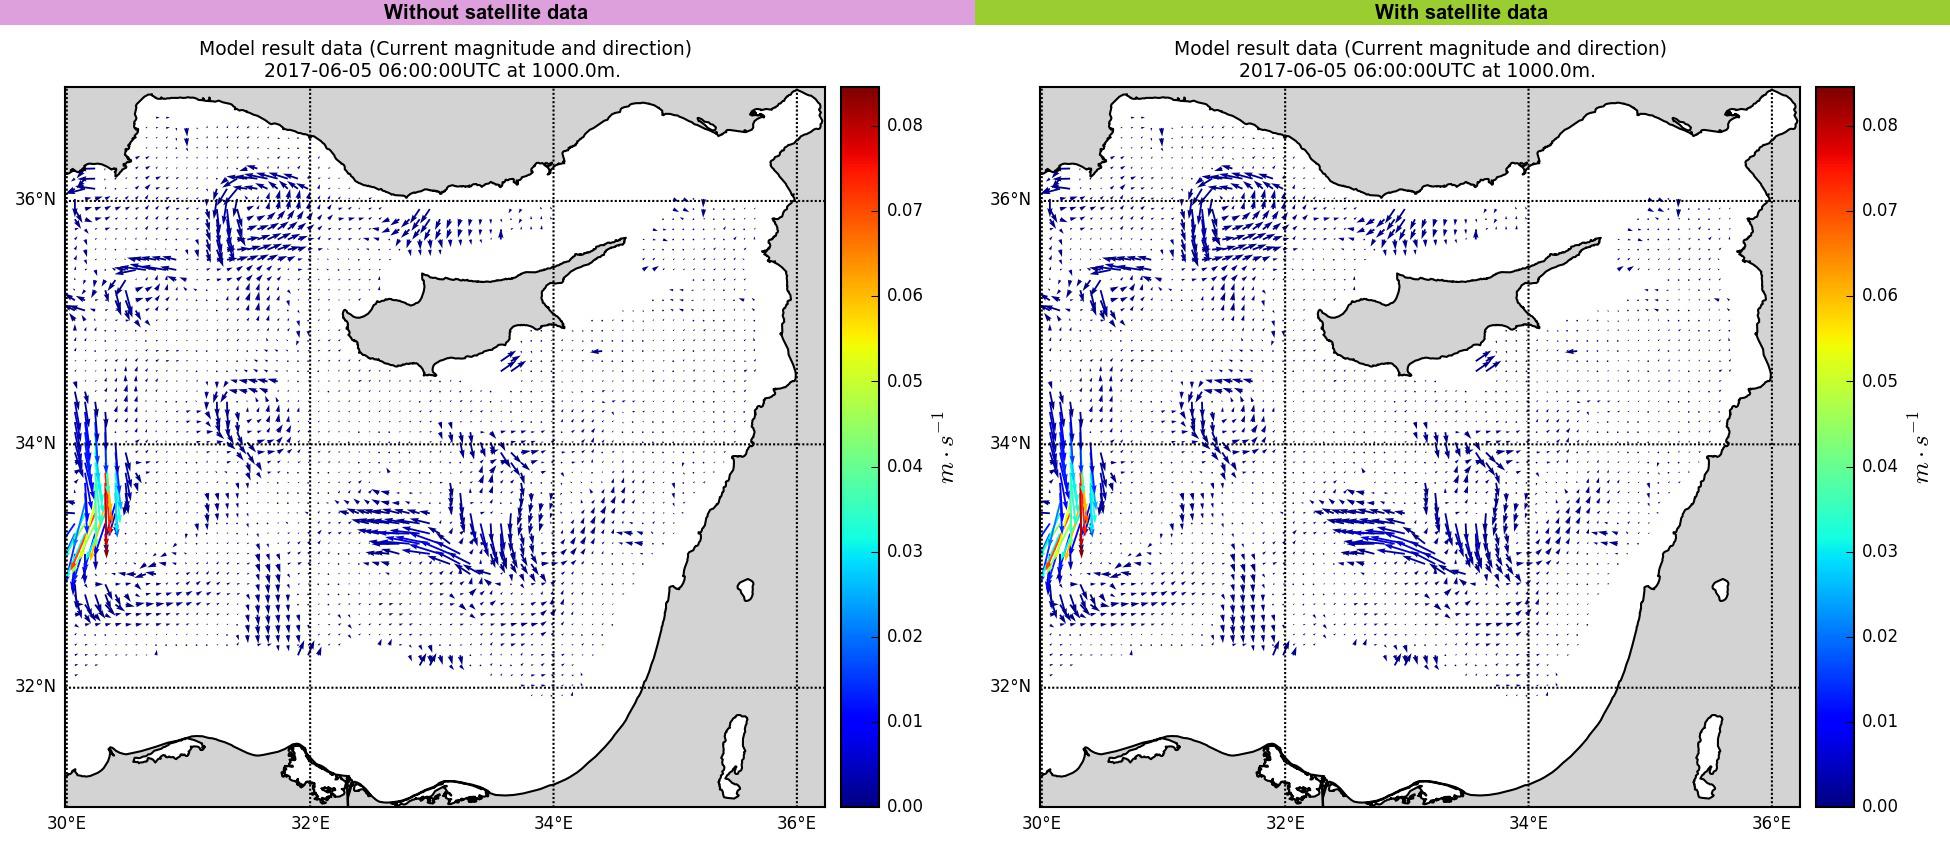 Without satellite data
With satellite data
Model result data (Current magnitude and direction)
2017-06-05 06:00:00UTC at 1000.0m.
36°N
34°N
32°N
30°E
32°E
34°E
36°E
0.08
0.07
0.06
0.05
0.04
0.03
0.02
0.01
0.00
m · s⁻¹
Model result data (Current magnitude and direction)
2017-06-05 06:00:00UTC at 1000.0m.
36°N
34°N
32°N
30°E
32°E
34°E
36°E
0.08
0.07
0.06
0.05
0.04
0.03
0.02
0.01
0.00
m · s⁻¹